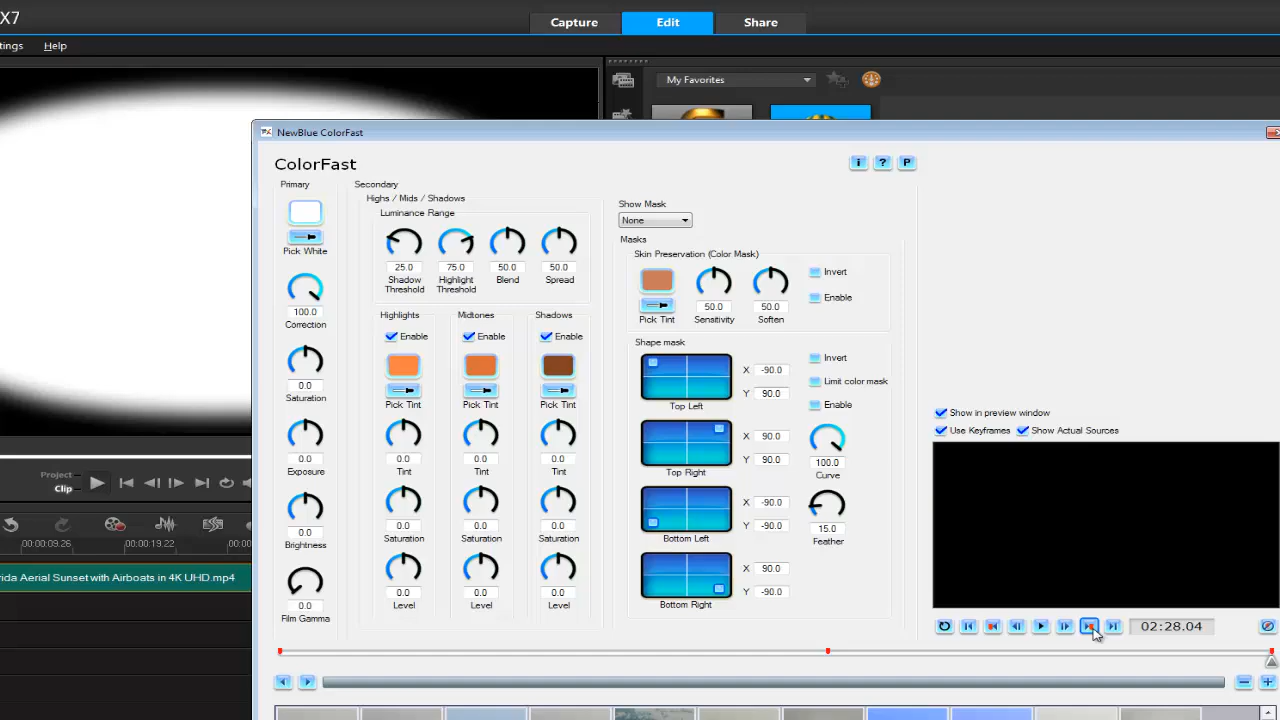 X7
Capture
Edit
Share
ttings
Help
My Favorites
NewBlue ColorFast
ColorFast
i
?
P
Primary
Pick White
100.0
Correction
0.0
Saturation
0.0
Exposure
0.0
Brightness
0.0
Film Gamma
Secondary
Highs / Mids / Shadows
Luminance Range
25.0
75.0
50.0
50.0
Shadow Threshold
Highlight Threshold
Blend
Spread
Highlights
Midtones
Shadows
Enable
Enable
Enable
Pick Tint
Pick Tint
Pick Tint
0.0
0.0
0.0
Tint
Tint
Tint
0.0
0.0
0.0
Saturation
Saturation
Saturation
0.0
0.0
0.0
Level
Level
Level
Show Mask
None
Masks
Skin Preservation (Color Mask)
Pick Tint
50.0
Sensitivity
50.0
Soften
Invert
Enable
Shape mask
X -90.0
Y 90.0
Top Left
X 90.0
Y 90.0
Top Right
X -90.0
Y -90.0
Bottom Left
X 90.0
Y -90.0
Bottom Right
Invert
Limit color mask
Enable
100.0
Curve
15.0
Feather
Show in preview window
Use Keyframes
Show Actual Sources
02:28.04
Project
Clip
00:00:09.26
00:00:19.22
00:00
rida Aerial Sunset with Airboats in 4K UHD.mp4